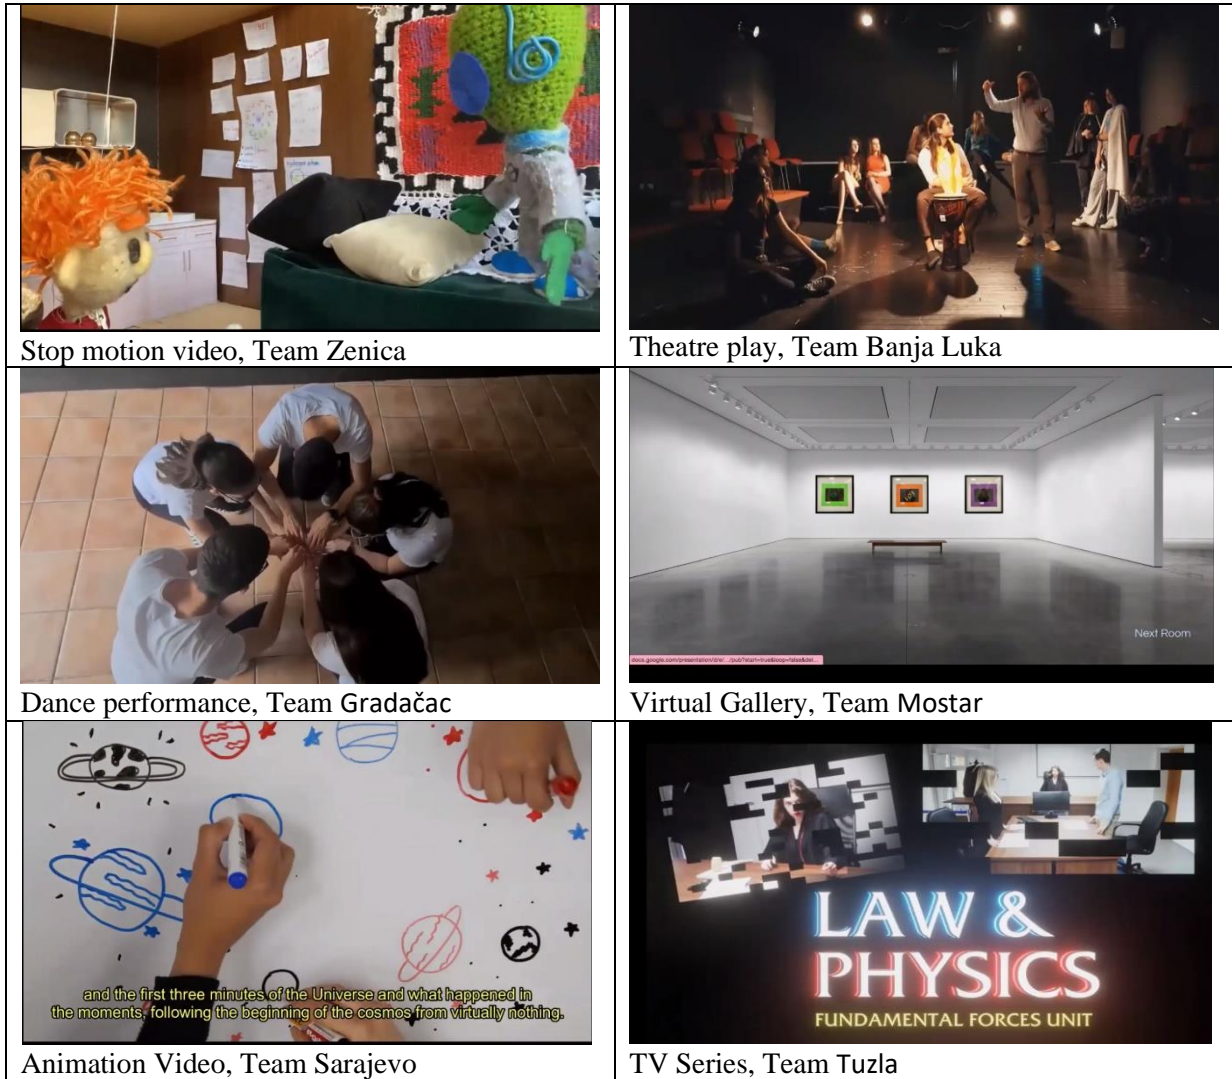 Stop motion video, Team Zenica
Theatre play, Team Banja Luka
Next Room
Dance performance, Team Gradačac
Virtual Gallery, Team Mostar
and the first three minutes of the Universe and what happened in
the moments, following the beginning of the cosmos from virtually nothing.
LAW &
PHYSICS
FUNDAMENTAL FORCES UNIT
Animation Video, Team Sarajevo
TV Series, Team Tuzla